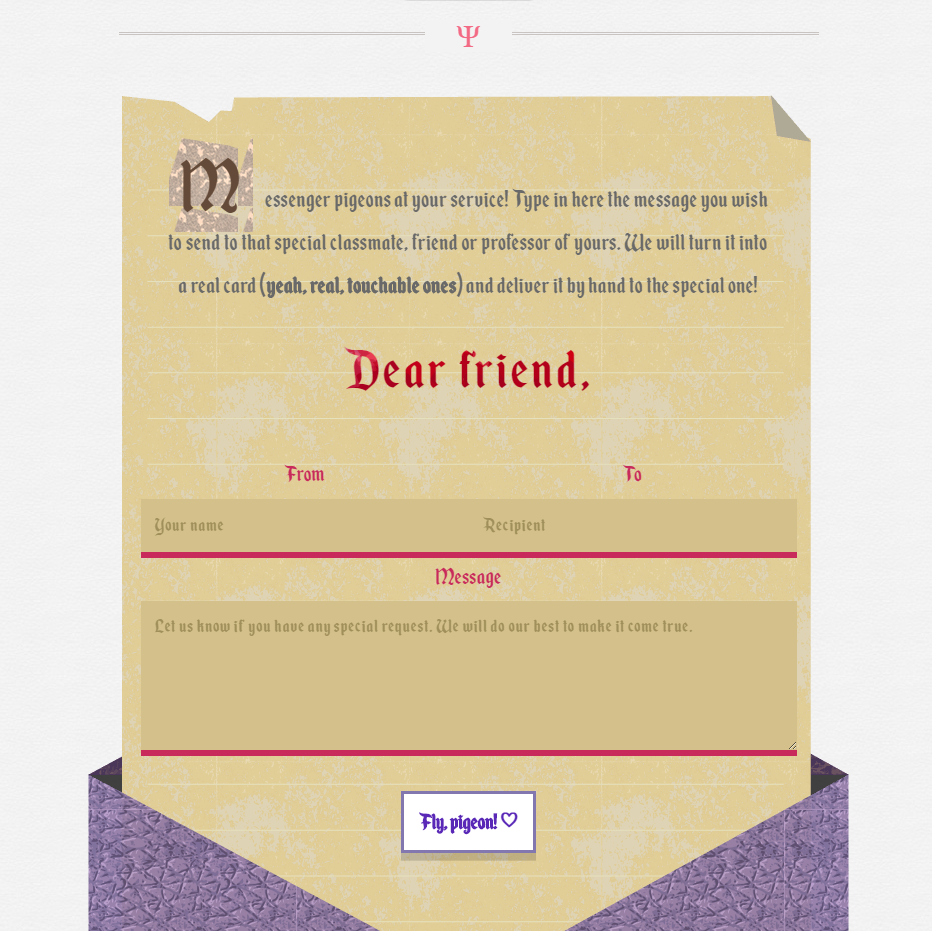 Ψ
Messenger pigeons at your service! Type in here the message you wish
to send to that special classmate, friend or professor of yours. We will turn it into
a real card (yeah, real, touchable ones) and deliver it by hand to the special one!
Dear friend,
From To
Your name Recipient
Message
Let us know if you have any special request. We will do our best to make it come true.
Fly, pigeon! ♡